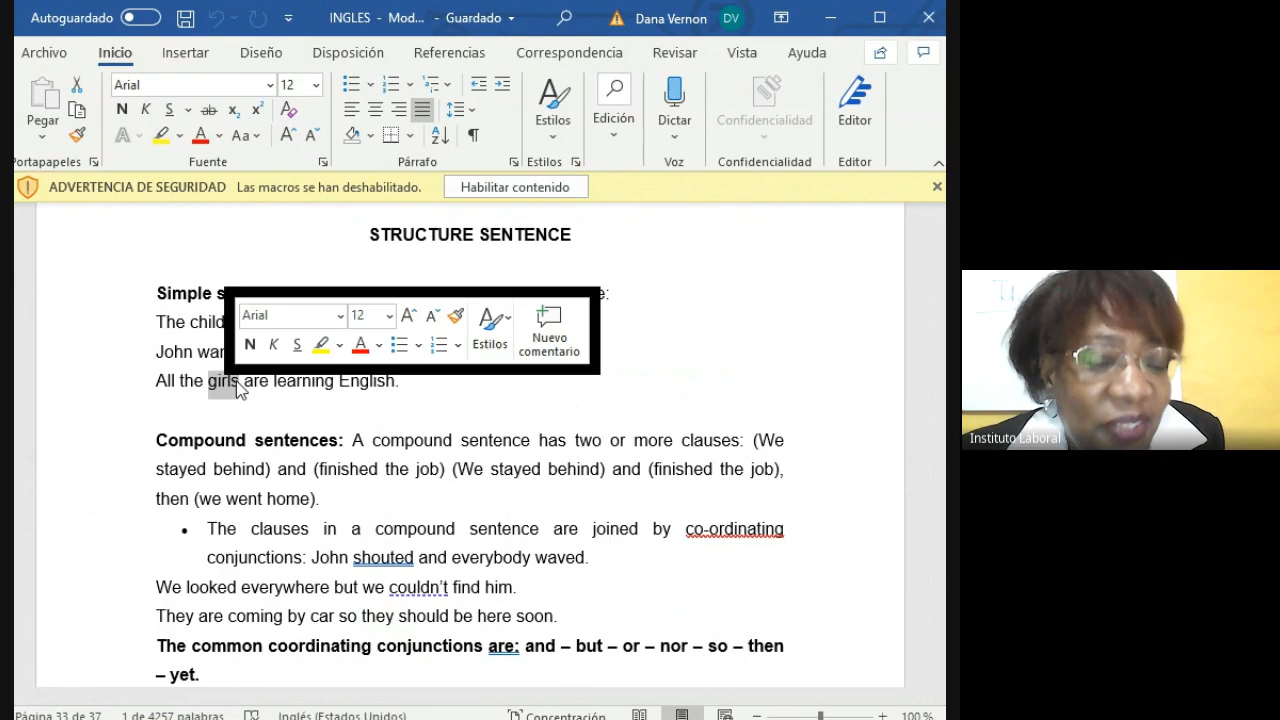 Autoguardado INGLES - Mod... - Guardado Dana Vernon DV
Archivo Inicio Insertar Diseño Disposición Referencias Correspondencia Revisar Vista Ayuda
Arial 12
Pegar N K S ab x₂ x² Aa Estilos Edición Dictar Confidencialidad Editor
Portapapeles Fuente Párrafo Estilos Voz Confidencialidad Editor
ADVERTENCIA DE SEGURIDAD Las macros se han deshabilitado. Habilitar contenido
STRUCTURE SENTENCE
Simple s
e:
The child
John war
Arial 12
N K S A Estilos Nuevo
comentario
All the girls are learning English.
Compound sentences: A compound sentence has two or more clauses: (We
stayed behind) and (finished the job) (We stayed behind) and (finished the job),
then (we went home).
• The clauses in a compound sentence are joined by co-ordinating
conjunctions: John shouted and everybody waved.
We looked everywhere but we couldn't find him.
They are coming by car so they should be here soon.
The common coordinating conjunctions are: and – but – or – nor – so – then
– yet.
Página 33 de 37 1 de 4257 palabras Inglés (Estados Unidos) Concentración 100 %
Instituto Laboral